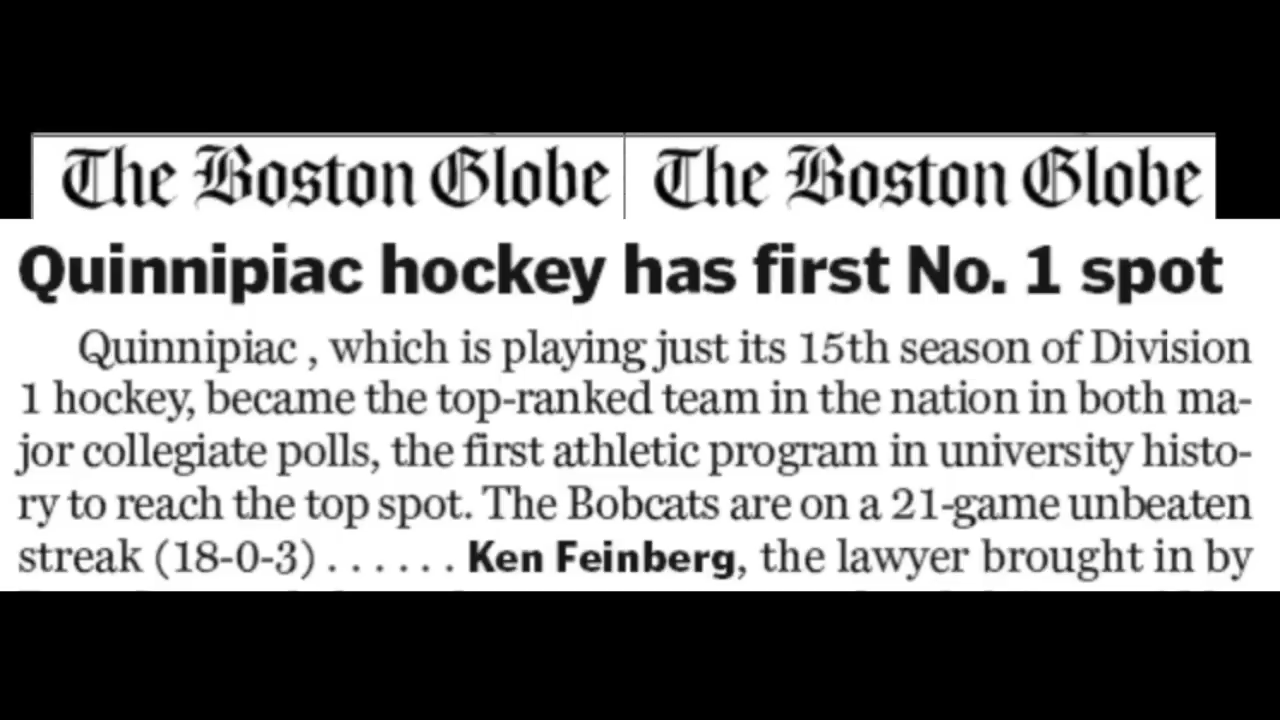 The Boston Globe The Boston Globe
Quinnipiac hockey has first No. 1 spot
Quinnipiac , which is playing just its 15th season of Division
1 hockey, became the top-ranked team in the nation in both ma-
jor collegiate polls, the first athletic program in university histo-
ry to reach the top spot. The Bobcats are on a 21-game unbeaten
streak (18-0-3) . . . . . . Ken Feinberg, the lawyer brought in by